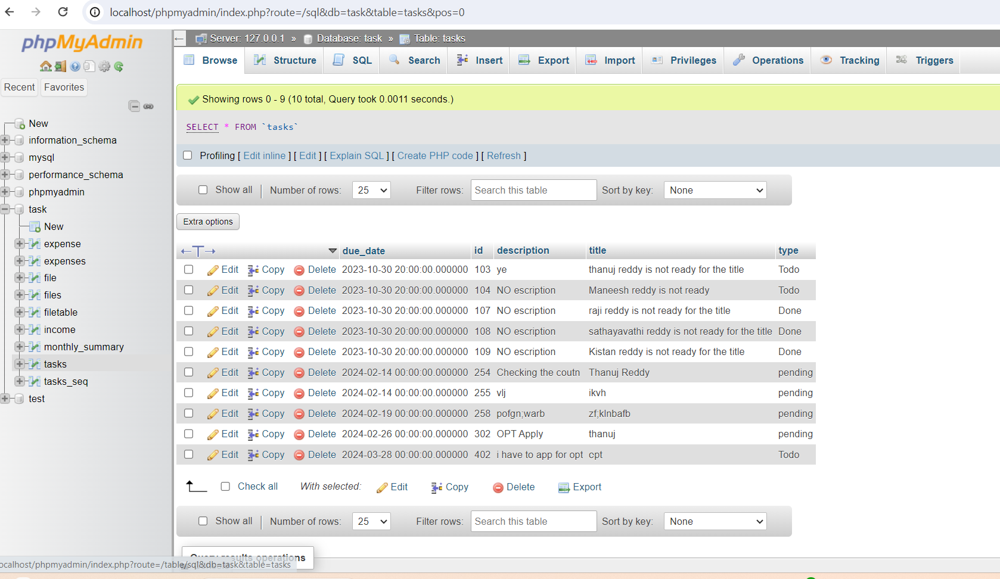 localhost/phpmyadmin/index.php?route=/sql&db=task&table=tasks&pos=0
phpMyAdmin
Recent Favorites
New
information_schema
mysql
performance_schema
phpmyadmin
task
New
expense
expenses
file
files
filetable
income
monthly_summary
tasks
tasks_seq
test
Server: 127.0.0.1 » Database: task » Table: tasks
Browse Structure SQL Search Insert Export Import Privileges Operations Tracking Triggers
Showing rows 0 - 9 (10 total, Query took 0.0011 seconds.)
SELECT * FROM `tasks`
Profiling [ Edit inline ] [ Edit ] [ Explain SQL ] [ Create PHP code ] [ Refresh ]
Show all | Number of rows: 25 Filter rows: Search this table Sort by key: None
Extra options
←T→ due_date id description title type
Edit Copy Delete 2023-10-30 20:00:00.000000 103 ye thanuj reddy is not ready for the title Todo
Edit Copy Delete 2023-10-30 20:00:00.000000 104 NO escription Maneesh reddy is not ready Todo
Edit Copy Delete 2023-10-30 20:00:00.000000 107 NO escription raji reddy is not ready for the title Done
Edit Copy Delete 2023-10-30 20:00:00.000000 108 NO escription sathayavathi reddy is not ready for the title Done
Edit Copy Delete 2023-10-30 20:00:00.000000 109 NO escription Kistan reddy is not ready for the title Done
Edit Copy Delete 2024-02-14 00:00:00.000000 254 Checking the coutn Thanuj Reddy pending
Edit Copy Delete 2024-02-14 00:00:00.000000 255 vlj ikvh pending
Edit Copy Delete 2024-02-19 00:00:00.000000 258 pofgn;warb zf;klnbafb pending
Edit Copy Delete 2024-02-26 00:00:00.000000 302 OPT Apply thanuj pending
Edit Copy Delete 2024-03-28 00:00:00.000000 402 i have to app for opt cpt Todo
Check all With selected: Edit Copy Delete Export
Show all | Number of rows: 25 Filter rows: Search this table Sort by key: None
Query results operations
ocalhost/phpmyadmin/index.php?route=/table/sql&db=task&table=tasks